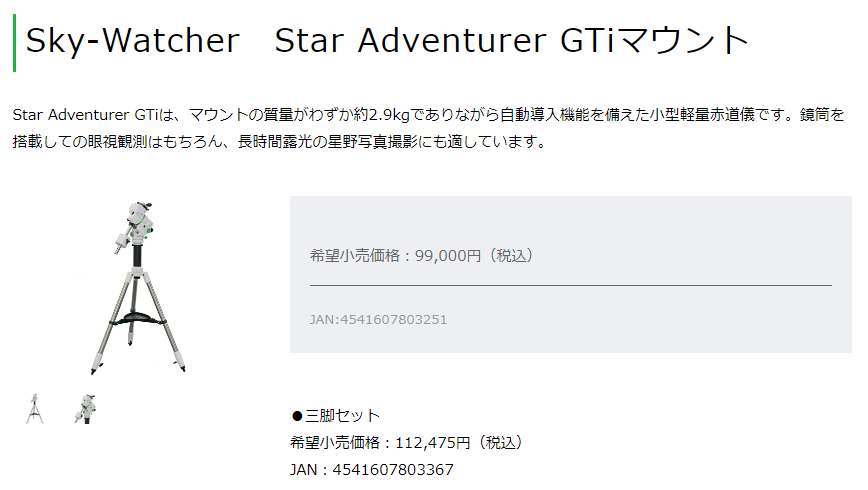 Sky-Watcher　Star Adventurer GTiマウント
Star Adventurer GTiは、マウントの質量がわずか約2.9kgでありながら自動導入機能を備えた小型軽量赤道儀です。鏡筒を
搭載しての眼視観測はもちろん、長時間露光の星野写真撮影にも適しています。
希望小売価格：99,000円（税込）
JAN:4541607803251
●三脚セット
希望小売価格：112,475円（税込）
JAN：4541607803367